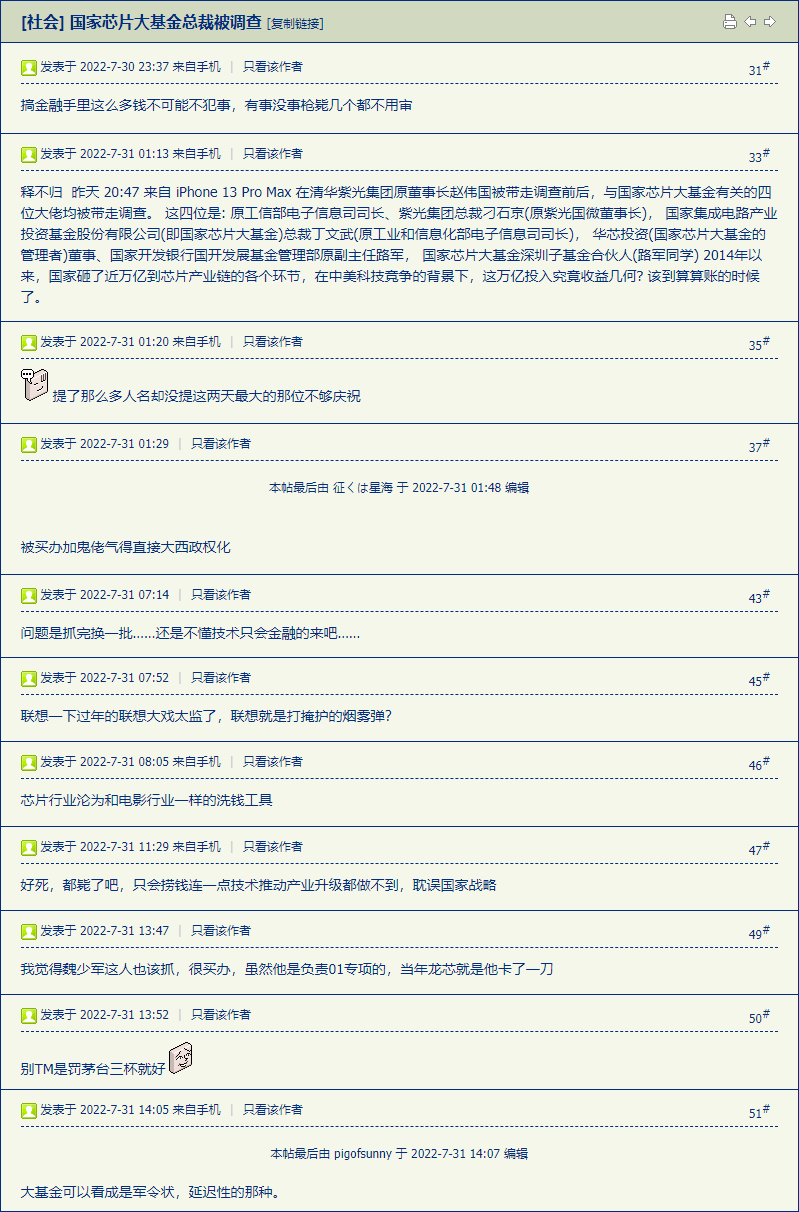 [社会] 国家芯片大基金总裁被调查 [复制链接]
发表于 2022-7-30 23:37 来自手机 | 只看该作者 31#
搞金融手里这么多钱不可能不犯事，有事没事枪毙几个都不用审
发表于 2022-7-31 01:13 来自手机 | 只看该作者 33#
释不归 昨天 20:47 来自 iPhone 13 Pro Max 在清华紫光集团原董事长赵伟国被带走调查前后，与国家芯片大基金有关的四
位大佬均被带走调查。 这四位是: 原工信部电子信息司司长、紫光集团总裁刁石京(原紫光国微董事长)， 国家集成电路产业
投资基金股份有限公司(即国家芯片大基金)总裁丁文武(原工业和信息化部电子信息司司长)， 华芯投资(国家芯片大基金的
管理者)董事、国家开发银行国开发展基金管理部原副主任路军， 国家芯片大基金深圳子基金合伙人(路军同学) 2014年以
来，国家砸了近万亿到芯片产业链的各个环节，在中美科技竞争的背景下，这万亿投入究竟收益几何? 该到算算账的时候
了。
发表于 2022-7-31 01:20 来自手机 | 只看该作者 35#
提了那么多人名却没提这两天最大的那位不够庆祝
发表于 2022-7-31 01:29 | 只看该作者 37#
本帖最后由 征くは星海 于 2022-7-31 01:48 编辑
被买办加鬼佬气得直接大西政权化
发表于 2022-7-31 07:14 | 只看该作者 43#
问题是抓完换一批......还是不懂技术只会金融的来吧......
发表于 2022-7-31 07:52 | 只看该作者 45#
联想一下过年的联想大戏太监了，联想就是打掩护的烟雾弹?
发表于 2022-7-31 08:05 来自手机 | 只看该作者 46#
芯片行业沦为和电影行业一样的洗钱工具
发表于 2022-7-31 11:29 来自手机 | 只看该作者 47#
好死，都毙了吧，只会捞钱连一点技术推动产业升级都做不到，耽误国家战略
发表于 2022-7-31 13:47 | 只看该作者 49#
我觉得魏少军这人也该抓，很买办，虽然他是负责01专项的，当年龙芯就是他卡了一刀
发表于 2022-7-31 13:52 | 只看该作者 50#
别TM是罚茅台三杯就好
发表于 2022-7-31 14:05 来自手机 | 只看该作者 51#
本帖最后由 pigofsunny 于 2022-7-31 14:07 编辑
大基金可以看成是军令状，延迟性的那种。